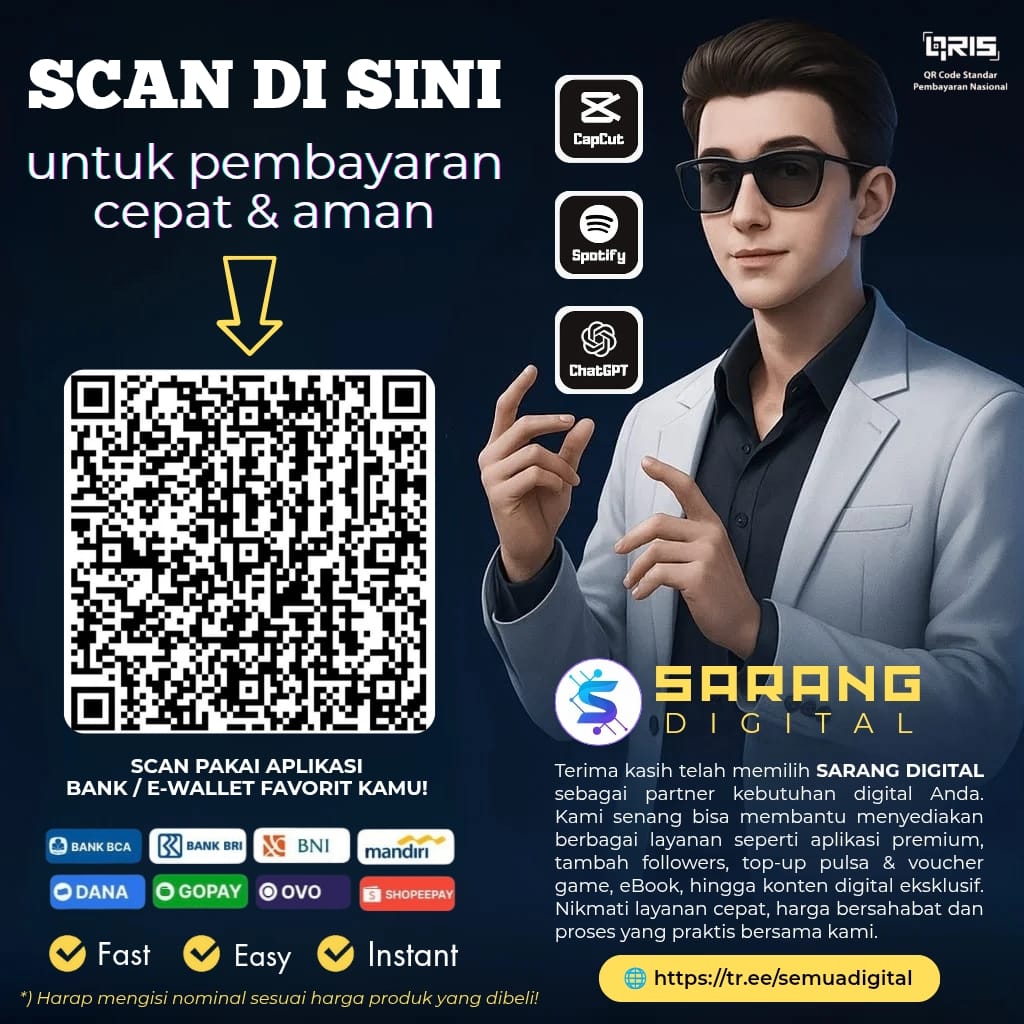 SCAN DI SINI
untuk pembayaran
cepat & aman
QRIS
QR Code Standar
Pembayaran Nasional
CapCut
Spotify
ChatGPT
SCAN PAKAI APLIKASI
BANK / E-WALLET FAVORIT KAMU!
BANK BCA
BANK BRI
BNI
mandiri
DANA
GOPAY
OVO
SHOPEEPAY
Fast
Easy
Instant
*) Harap mengisi nominal sesuai harga produk yang dibeli!
SARANG
DIGITAL
Terima kasih telah memilih SARANG DIGITAL
sebagai partner kebutuhan digital Anda.
Kami senang bisa membantu menyediakan
berbagai layanan seperti aplikasi premium,
tambah followers, top-up pulsa & voucher
game, eBook, hingga konten digital eksklusif.
Nikmati layanan cepat, harga bersahabat dan
proses yang praktis bersama kami.
https://tr.ee/semuadigital